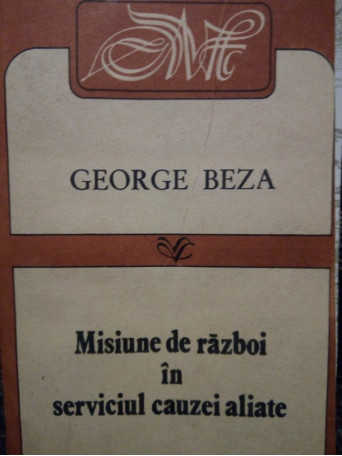 GEORGE BEZA
Misiune de război
în
serviciul cauzei aliate